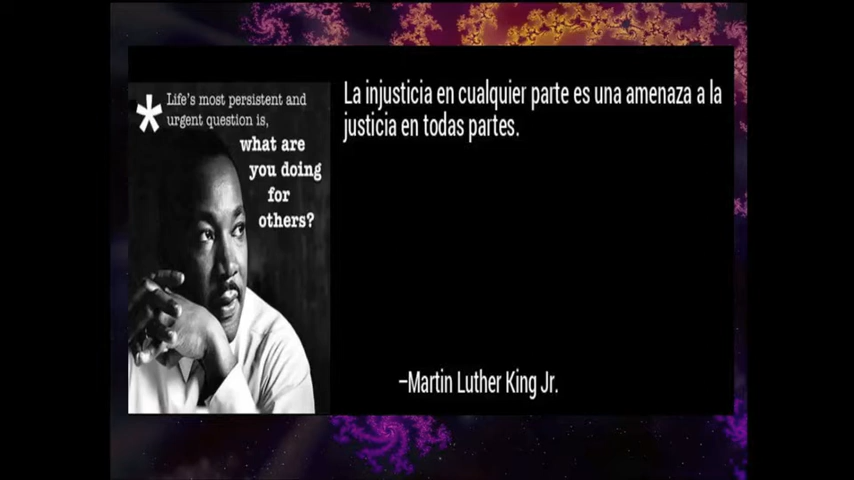 Life's most persistent and
urgent question is,
what are
you doing
for
others?
La injusticia en cualquier parte es una amenaza a la
justicia en todas partes.
–Martin Luther King Jr.